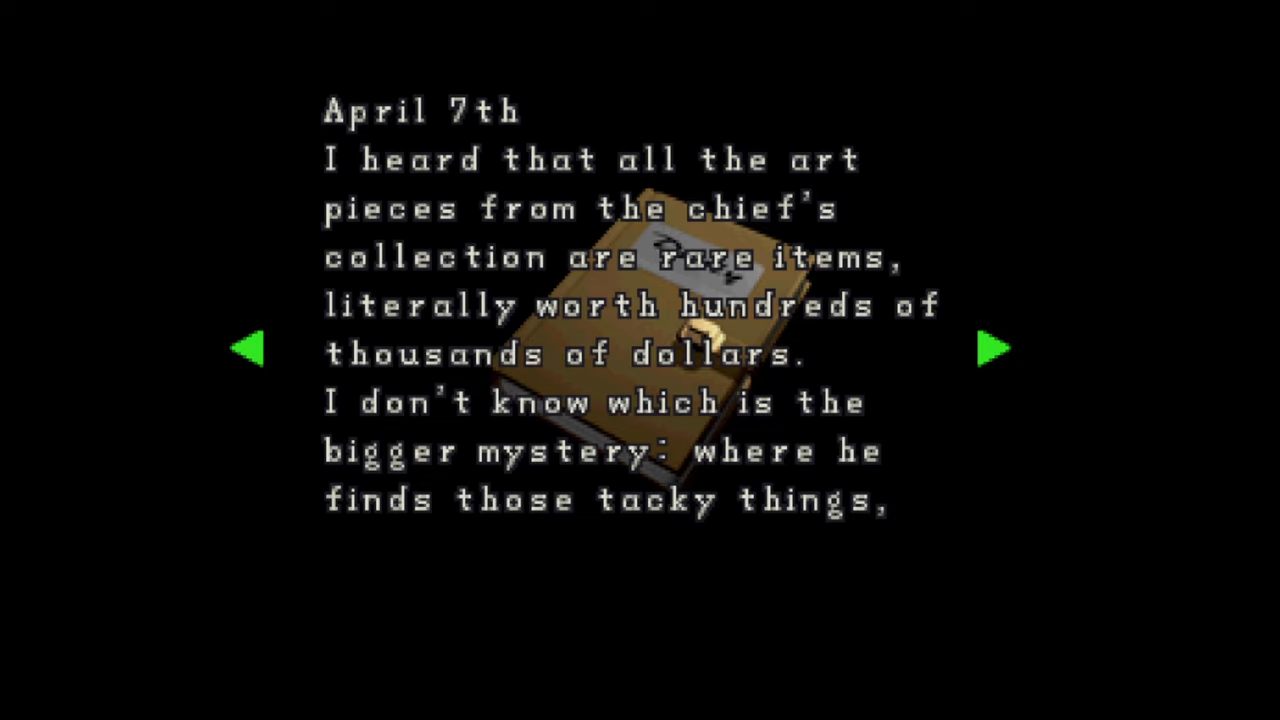 April 7th
I heard that all the art
pieces from the chief's
collection are rare items,
literally worth hundreds of
thousands of dollars.
I don't know which is the
bigger mystery: where he
finds those tacky things,
Diary